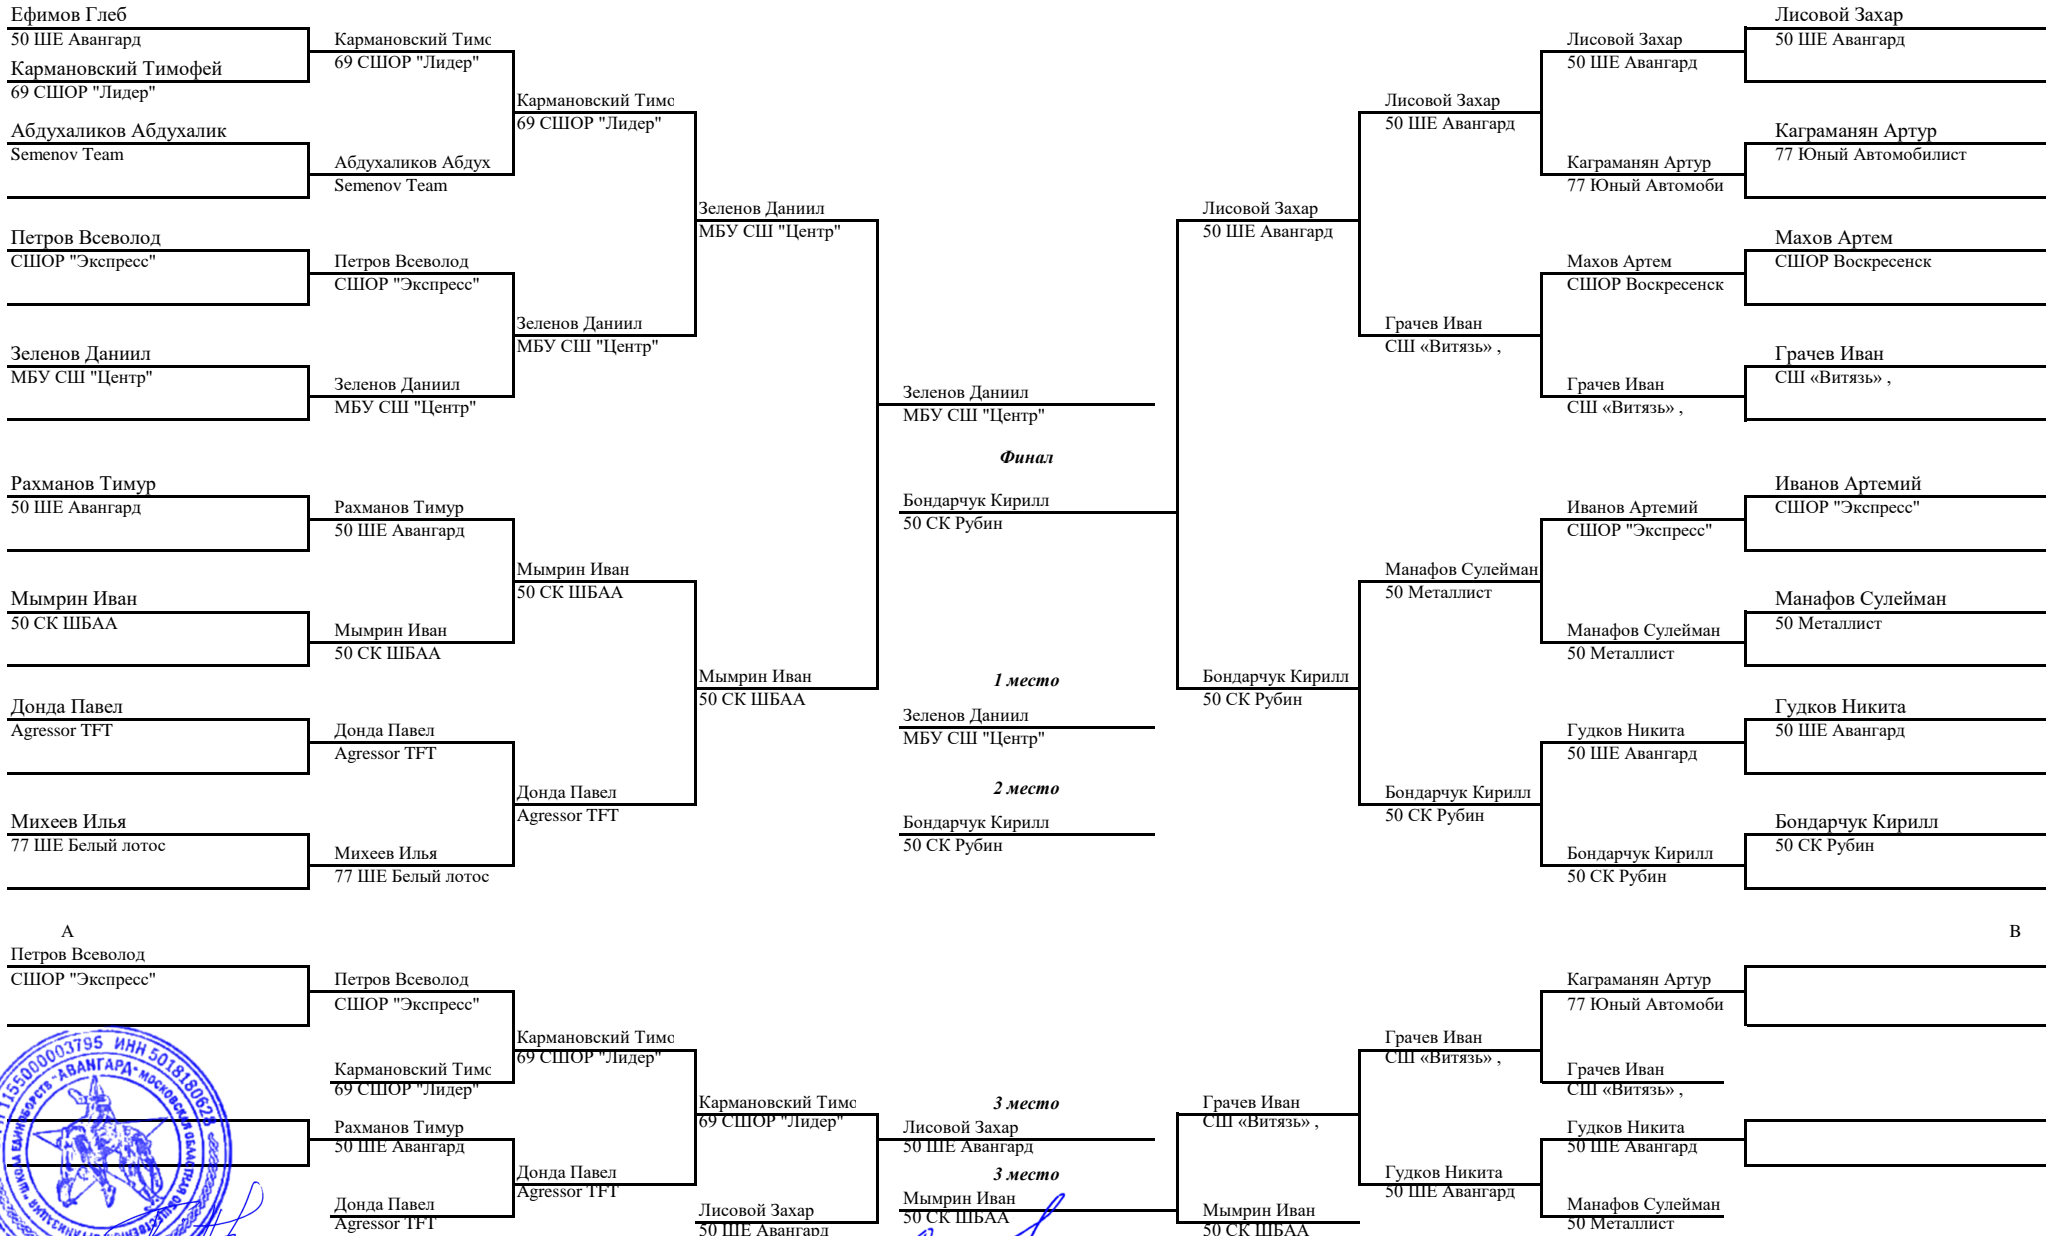 Ефимов Глеб
50 ШЕ Авангард
Кармановский Тимофей
69 СШОР "Лидер"
Абдухаликов Абдухалик
Semenov Team
Петров Всеволод
СШОР "Экспресс"
Зеленов Даниил
МБУ СШ "Центр"
Рахманов Тимур
50 ШЕ Авангард
Мымрин Иван
50 СК ШБАА
Донда Павел
Agressor TFT
Михеев Илья
77 ШЕ Белый лотос
Кармановский Тимо
69 СШОР "Лидер"
Абдухаликов Абдух
Semenov Team
Петров Всеволод
СШОР "Экспресс"
Зеленов Даниил
МБУ СШ "Центр"
Рахманов Тимур
50 ШЕ Авангард
Мымрин Иван
50 СК ШБАА
Донда Павел
Agressor TFT
Михеев Илья
77 ШЕ Белый лотос
Кармановский Тимо
69 СШОР "Лидер"
Зеленов Даниил
МБУ СШ "Центр"
Мымрин Иван
50 СК ШБАА
Донда Павел
Agressor TFT
Зеленов Даниил
МБУ СШ "Центр"
Мымрин Иван
50 СК ШБАА
Зеленов Даниил
МБУ СШ "Центр"
Финал
Бондарчук Кирилл
50 СК Рубин
1 место
Зеленов Даниил
МБУ СШ "Центр"
2 место
Бондарчук Кирилл
50 СК Рубин
Лисовой Захар
50 ШЕ Авангард
Бондарчук Кирилл
50 СК Рубин
Лисовой Захар
50 ШЕ Авангард
Грачев Иван
СШ «Витязь» ,
Манафов Сулейман
50 Металлист
Бондарчук Кирилл
50 СК Рубин
Лисовой Захар
50 ШЕ Авангард
Каграманян Артур
77 Юный Автомоби
Махов Артем
СШОР Воскресенск
Грачев Иван
СШ «Витязь» ,
Иванов Артемий
СШОР "Экспресс"
Манафов Сулейман
50 Металлист
Гудков Никита
50 ШЕ Авангард
Бондарчук Кирилл
50 СК Рубин
Лисовой Захар
50 ШЕ Авангард
Каграманян Артур
77 Юный Автомобилист
Махов Артем
СШОР Воскресенск
Грачев Иван
СШ «Витязь» ,
Иванов Артемий
СШОР "Экспресс"
Манафов Сулейман
50 Металлист
Гудков Никита
50 ШЕ Авангард
Бондарчук Кирилл
50 СК Рубин
А
В
Петров Всеволод
СШОР "Экспресс"
Петров Всеволод
СШОР "Экспресс"
Кармановский Тимо
69 СШОР "Лидер"
Рахманов Тимур
50 ШЕ Авангард
Донда Павел
Agressor TFT
Кармановский Тимо
69 СШОР "Лидер"
Донда Павел
Agressor TFT
Кармановский Тимо
69 СШОР "Лидер"
Лисовой Захар
50 ШЕ Авангард
3 место
Лисовой Захар
50 ШЕ Авангард
3 место
Мымрин Иван
50 СК ШБАА
Грачев Иван
СШ «Витязь» ,
Мымрин Иван
50 СК ШБАА
Грачев Иван
СШ «Витязь» ,
Гудков Никита
50 ШЕ Авангард
Каграманян Артур
77 Юный Автомоби
Грачев Иван
СШ «Витязь» ,
Гудков Никита
50 ШЕ Авангард
Манафов Сулейман
50 Металлист
1155000003795 ИНН 5018180628
"ШКОЛА ЕДИНОБОРСТВ "АВАНГАРД" МОСКОВСКАЯ ОБЛАСТНАЯ